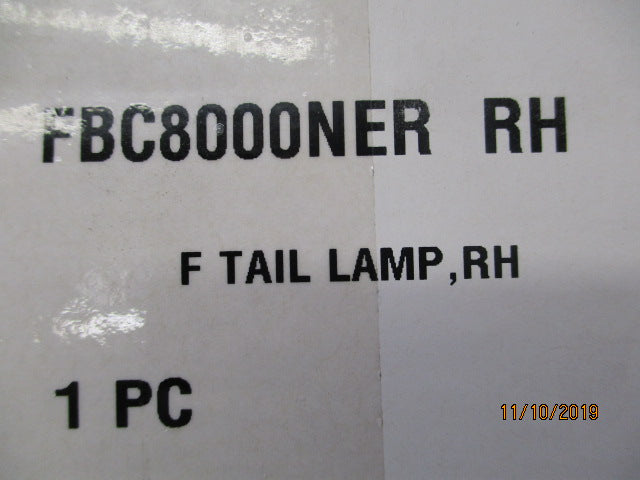 FBC8000NER RH
F TAIL LAMP,RH
1 PC
11/10/2019